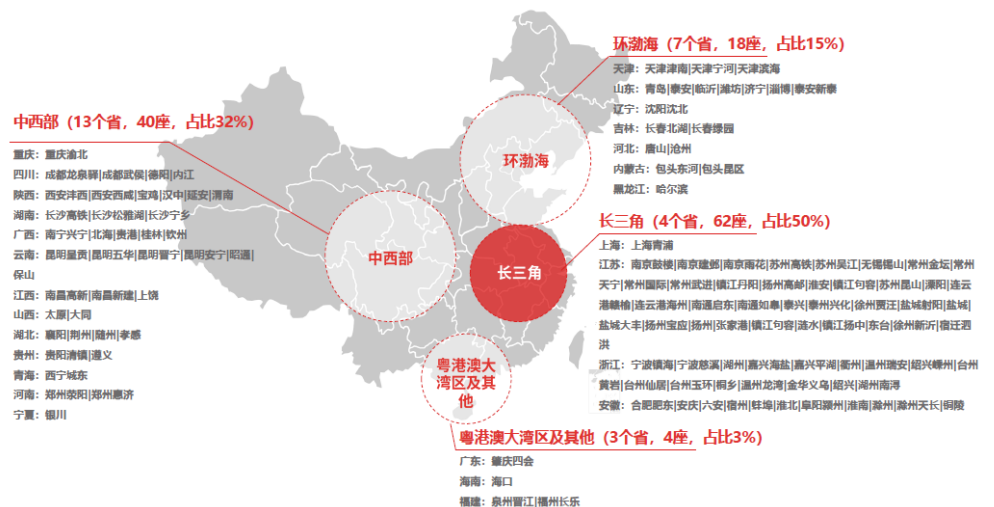 环渤海（7个省，18座，占比15%）
天津：天津津南|天津宁河|天津滨海
山东：青岛|泰安|临沂|潍坊|济宁|淄博|泰安新泰
辽宁：沈阳沈北
吉林：长春北湖|长春绿园
河北：唐山|沧州
内蒙古：包头东河|包头昆区
黑龙江：哈尔滨
中西部（13个省，40座，占比32%）
重庆：重庆渝北
四川：成都龙泉驿|成都武侯|德阳|内江
陕西：西安沣西|西安西咸|宝鸡|汉中|延安|渭南
湖南：长沙高铁|长沙松雅湖|长沙宁乡
广西：南宁兴宁|北海|贵港|桂林|钦州
云南：昆明呈贡|昆明五华|昆明晋宁|昆明安宁|昭通|
保山
江西：南昌高新|南昌新建|上饶
山西：太原|大同
湖北：襄阳|荆州|随州|孝感
贵州：贵阳清镇|遵义
青海：西宁城东
河南：郑州荥阳|郑州惠济
宁夏：银川
环渤海
中西部
长三角
粤港澳大
湾区及其
他
长三角（4个省，62座，占比50%）
上海：上海青浦
江苏：南京鼓楼|南京建邺|南京雨花|苏州高铁|苏州吴江|无锡锡山|常州金坛|常州
天宁|常州国际|常州武进|镇江丹阳|扬州高邮|淮安|镇江句容|苏州昆山|溧阳|连云
港赣榆|连云港海州|南通启东|南通如皋|泰兴|泰州兴化|徐州贾汪|盐城射阳|盐城|
盐城大丰|扬州宝应|扬州|张家港|镇江句容|涟水|镇江扬中|东台|徐州新沂|宿迁泗
洪
浙江：宁波镇海|宁波慈溪|湖州|嘉兴海盐|嘉兴平湖|衢州|温州瑞安|绍兴嵊州|台州
黄岩|台州仙居|台州玉环|桐乡|温州龙湾|金华义乌|绍兴|湖州南浔
安徽：合肥肥东|安庆|六安|宿州|蚌埠|淮北|阜阳颍州|淮南|滁州|滁州天长|铜陵
粤港澳大湾区及其他（3个省，4座，占比3%）
广东：肇庆四会
海南：海口
福建：泉州晋江|福州长乐